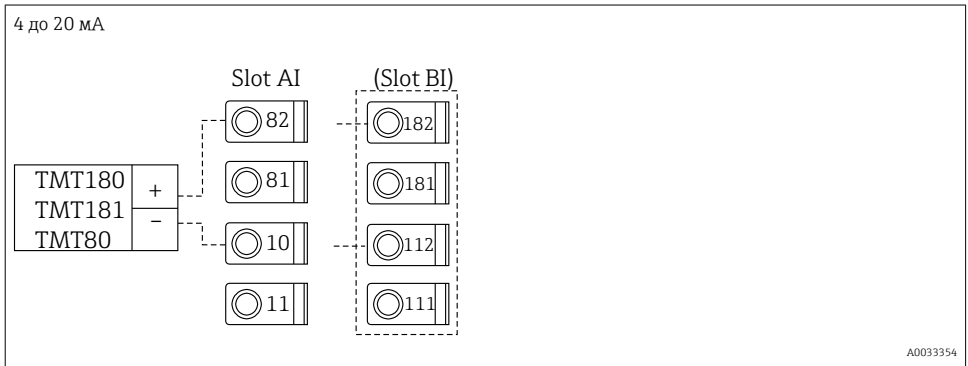 4 до 20 мА
Slot AI (Slot BI)
82 182
TMT180 + 81 181
TMT181
TMT80 − 10 112
11 111
A0033354